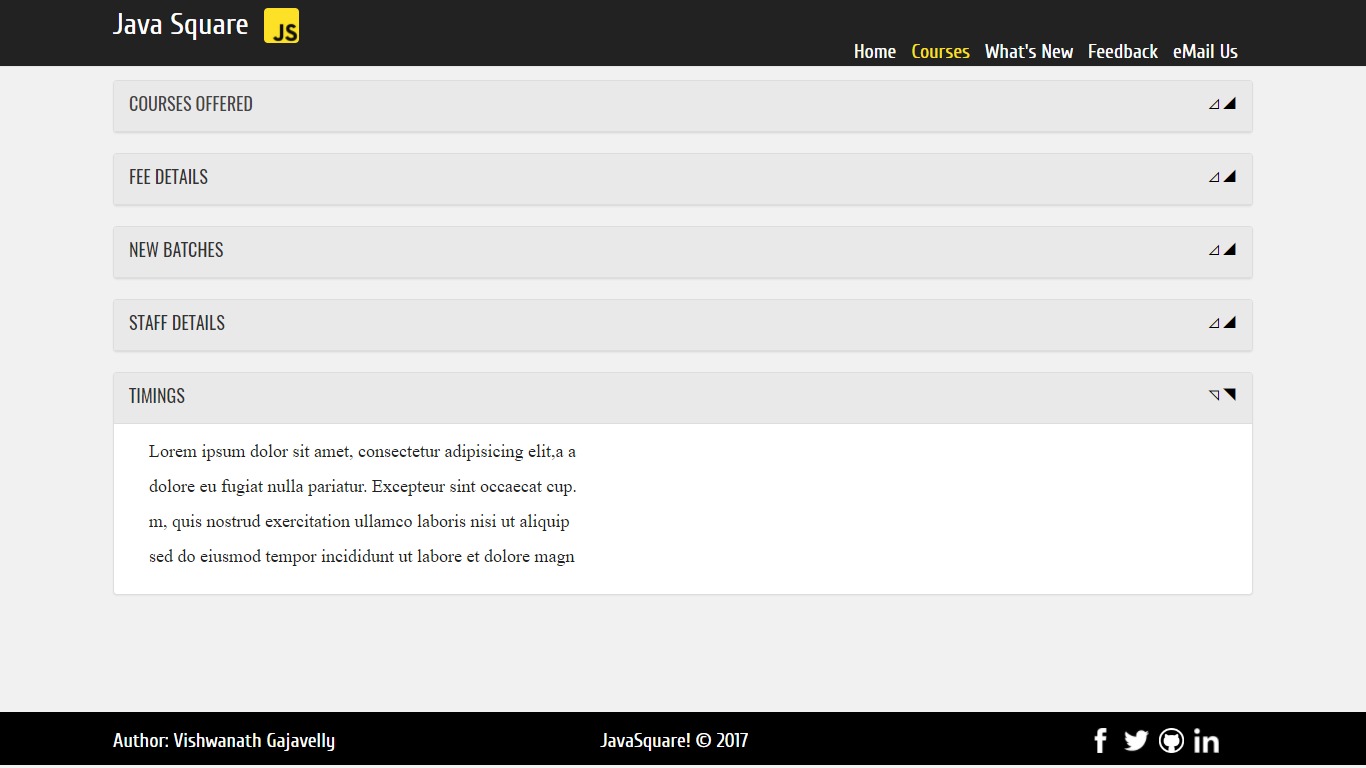 Java Square JS
Home Courses What's New Feedback eMail Us
COURSES OFFERED
FEE DETAILS
NEW BATCHES
STAFF DETAILS
TIMINGS
Lorem ipsum dolor sit amet, consectetur adipisicing elit,a a
dolore eu fugiat nulla pariatur. Excepteur sint occaecat cup.
m, quis nostrud exercitation ullamco laboris nisi ut aliquip
sed do eiusmod tempor incididunt ut labore et dolore magn
Author: Vishwanath Gajavelly JavaSquare! © 2017